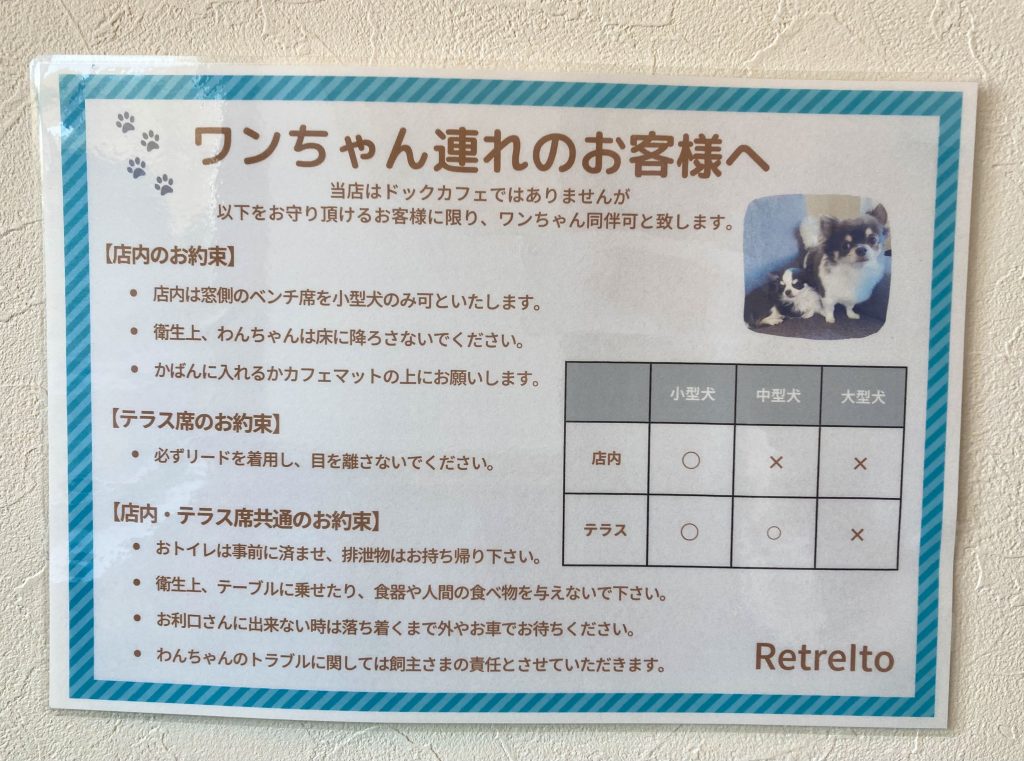 ワンちゃん連れのお客様へ
当店はドックカフェではありませんが
以下をお守り頂けるお客様に限り、ワンちゃん同伴可と致します。
【店内のお約束】
• 店内は窓側のベンチ席を小型犬のみ可といたします。
• 衛生上、わんちゃんは床に降ろさないでください。
• かばんに入れるかカフェマットの上にお願いします。
【テラス席のお約束】
• 必ずリードを着用し、目を離さないでください。
小型犬 中型犬 大型犬
店内 ○ × ×
テラス ○ ○ ×
【店内・テラス席共通のお約束】
• おトイレは事前に済ませ、排泄物はお持ち帰り下さい。
• 衛生上、テーブルに乗せたり、食器や人間の食べ物を与えないで下さい。
• お利口さんに出来ない時は落ち着くまで外やお車でお待ちください。
• わんちゃんのトラブルに関しては飼主さまの責任とさせていただきます。
Retrelto